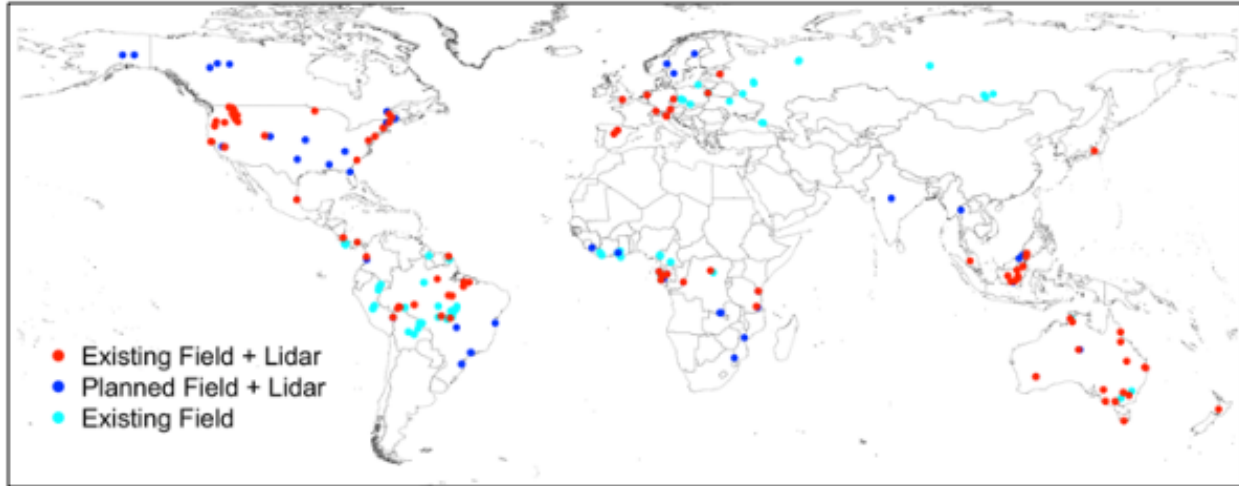 Existing Field + Lidar
Planned Field + Lidar
Existing Field